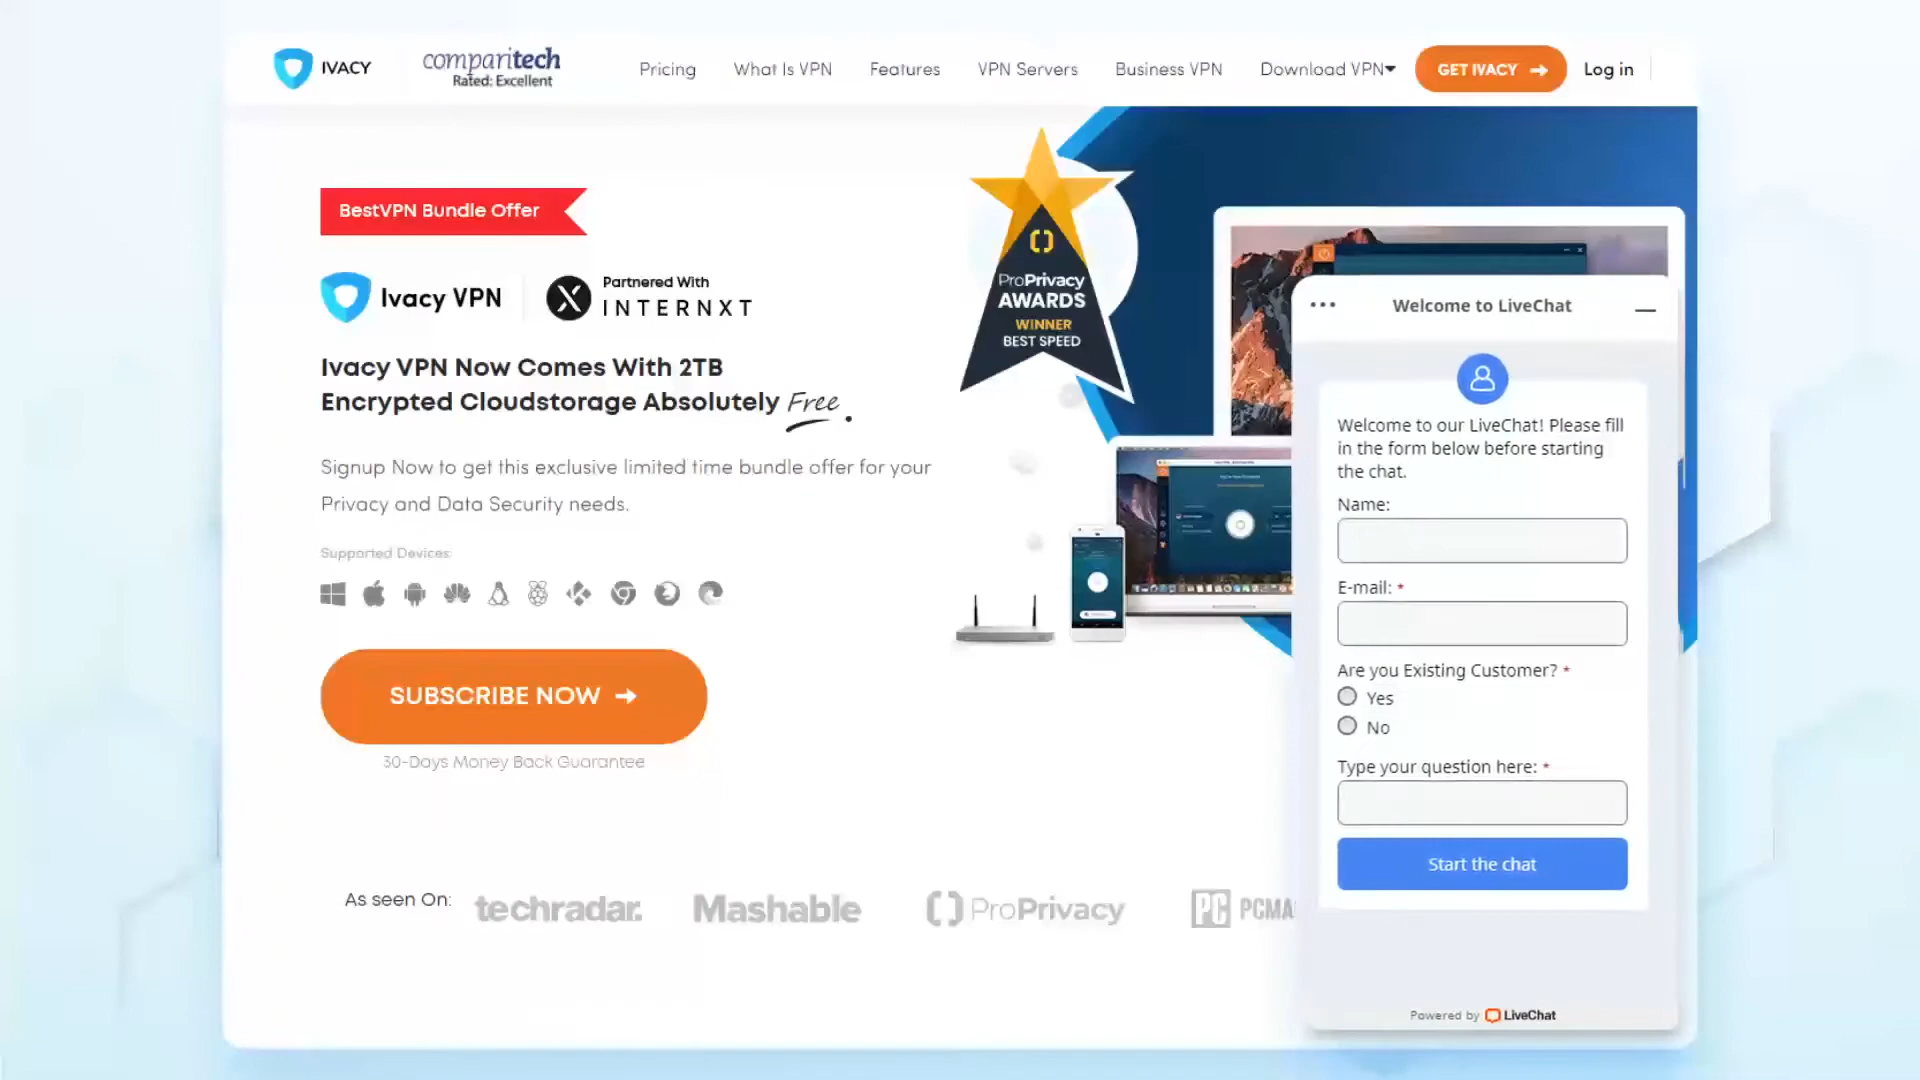 IVACY
comparitech
Rated: Excellent
Pricing
What Is VPN
Features
VPN Servers
Business VPN
Download VPN
GET IVACY
Log in
BestVPN Bundle Offer
Ivacy VPN
Partnered With
INTERNXT
Ivacy VPN Now Comes With 2TB
Encrypted Cloudstorage Absolutely Free.
Signup Now to get this exclusive limited time bundle offer for your
Privacy and Data Security needs.
Supported Devices:
SUBSCRIBE NOW
30-Days Money Back Guarantee
ProPrivacy
AWARDS
WINNER
BEST SPEED
Welcome to LiveChat
Welcome to our LiveChat! Please fill
in the form below before starting
the chat.
Name:
E-mail: *
Are you Existing Customer? *
Yes
No
Type your question here: *
Start the chat
Powered by LiveChat
As seen On:
techradar.
Mashable
ProPrivacy
PC PCMA